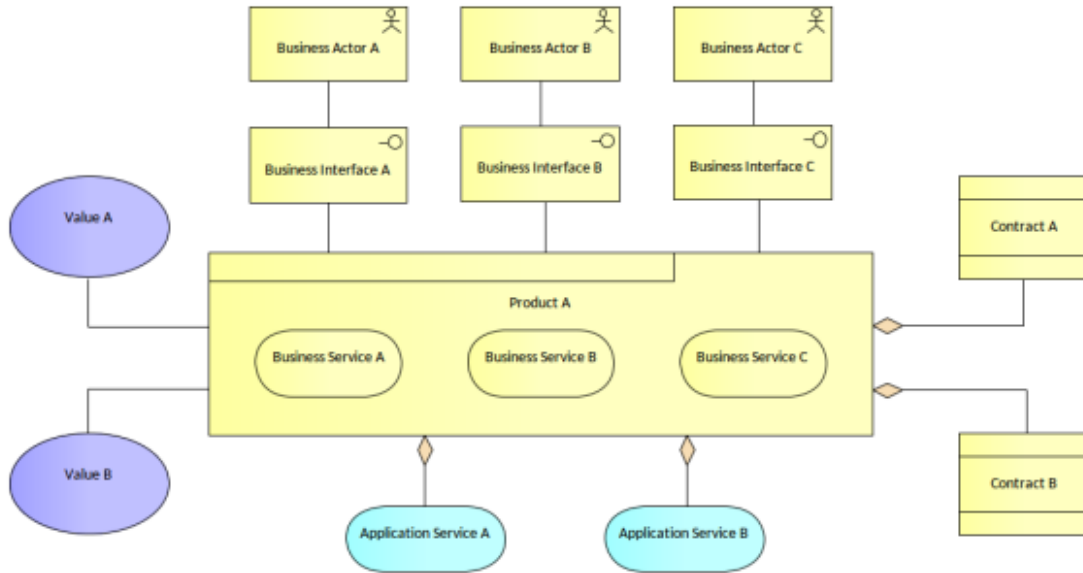 Business Actor A
Business Actor B
Business Actor C
Business Interface A
Business Interface B
Business Interface C
Value A
Contract A
Product A
Business Service A
Business Service B
Business Service C
Value B
Contract B
Application Service A
Application Service B